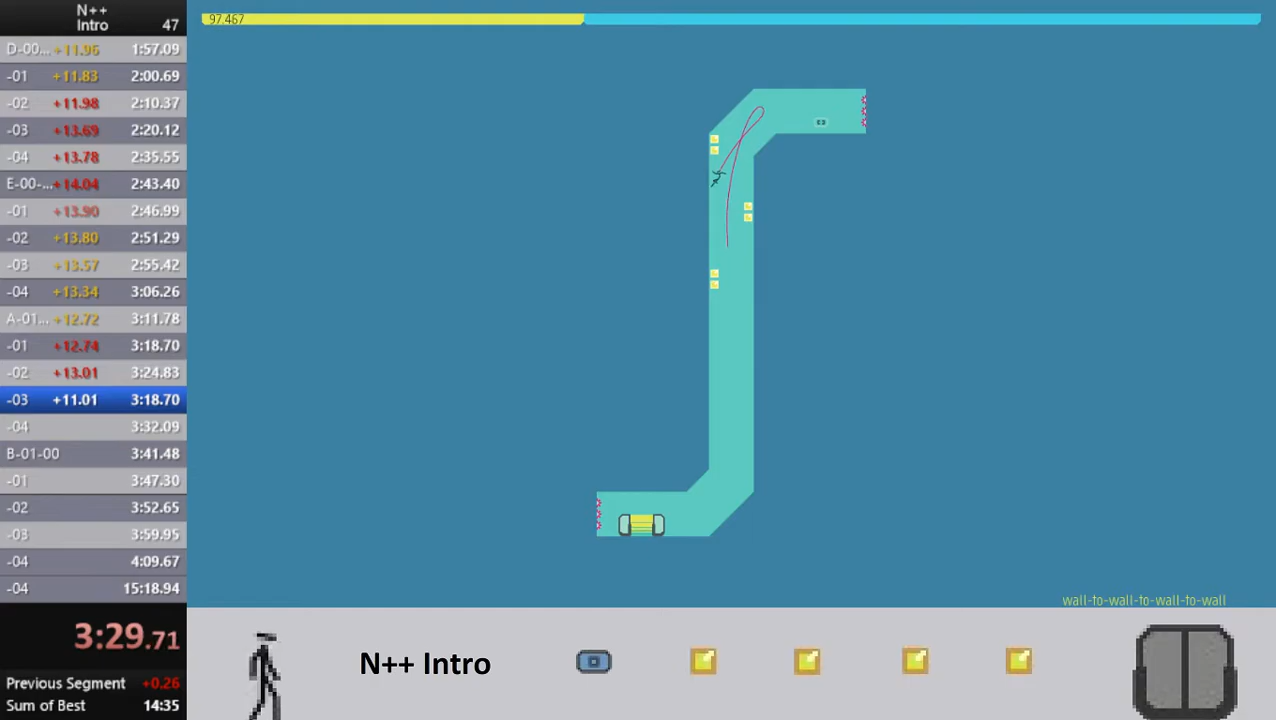 N++
Intro 47
D-00... +11.96 1:57.09
-01 +11.83 2:00.69
-02 +11.98 2:10.37
-03 +13.69 2:20.12
-04 +13.78 2:35.55
E-00-... +14.04 2:43.40
-01 +13.90 2:46.99
-02 +13.80 2:51.29
-03 +13.57 2:55.42
-04 +13.34 3:06.26
A-01... +12.72 3:11.78
-01 +12.74 3:18.70
-02 +13.01 3:24.83
-03 +11.01 3:18.70
-04 3:32.09
B-01-00 3:41.48
-01 3:47.30
-02 3:52.65
-03 3:59.95
-04 4:09.67
-04 15:18.94
3:29.71
Previous Segment +0.26
Sum of Best 14:35
97.467
wall-to-wall-to-wall-to-wall
N++ Intro